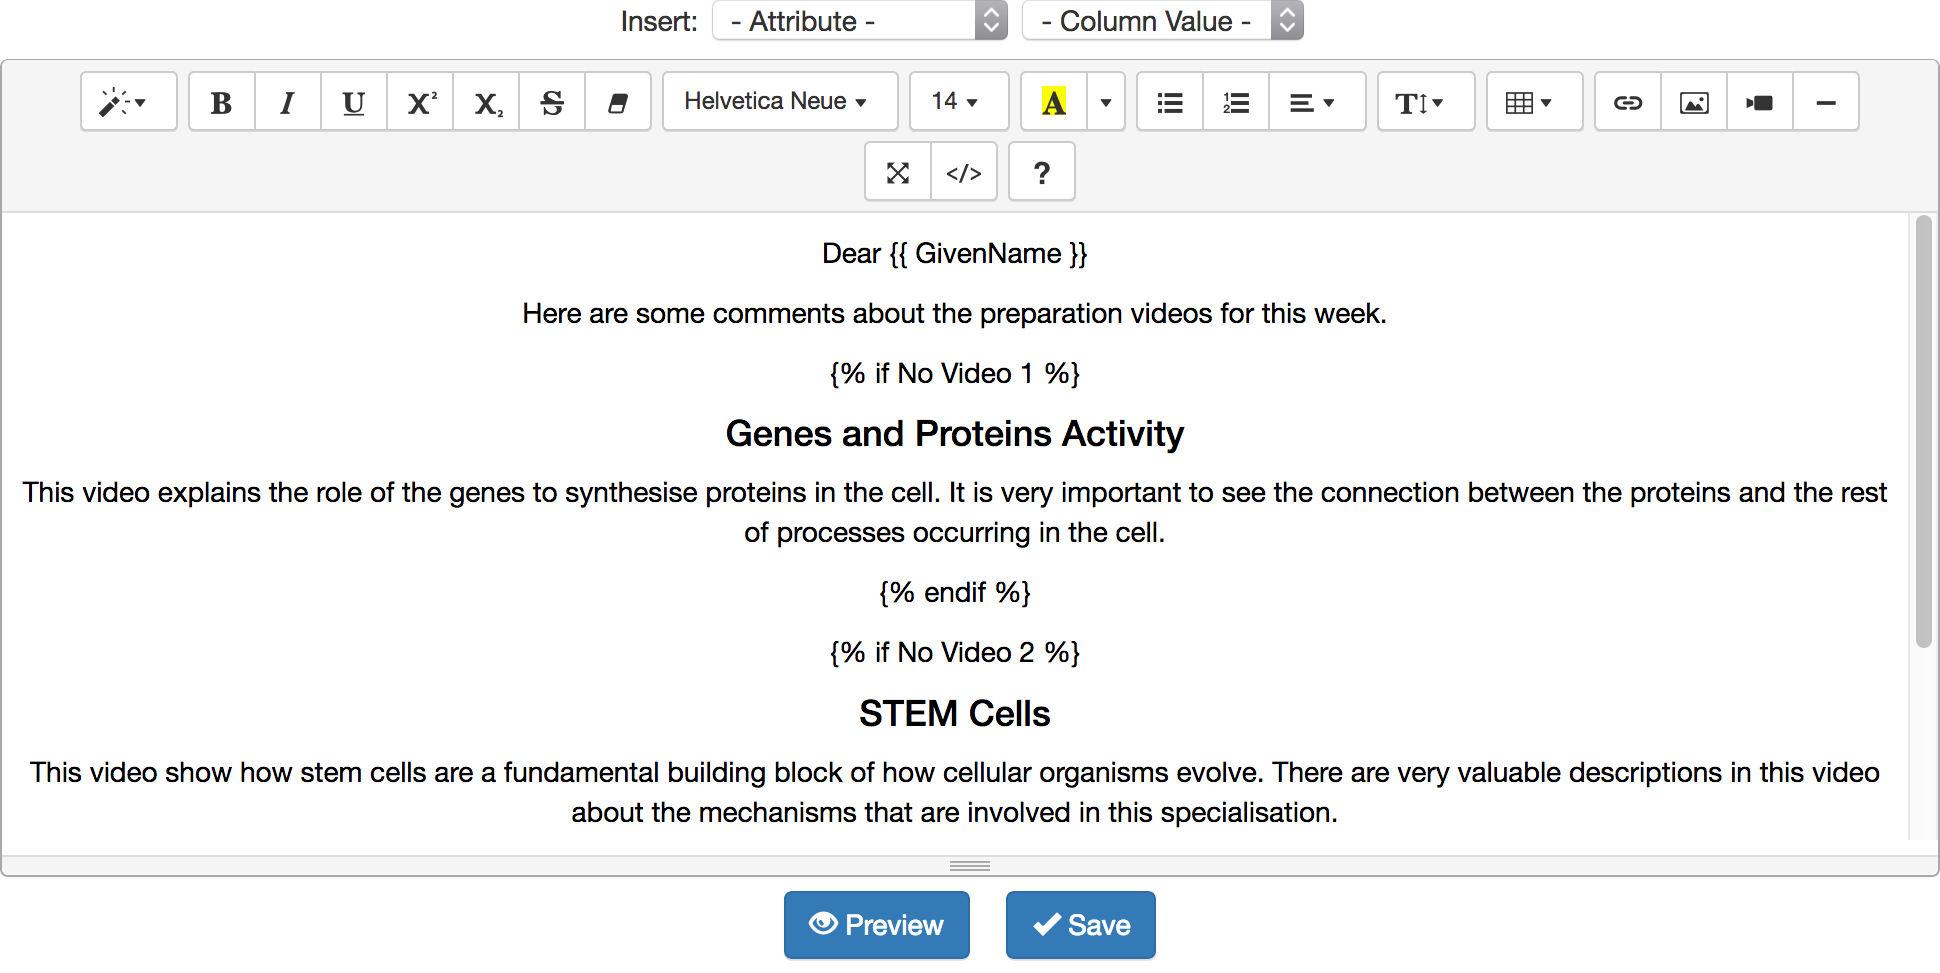 Insert: - Attribute - - Column Value -
B I U X² X₂ S Helvetica Neue 14 A T
</> ?
Dear {{ GivenName }}
Here are some comments about the preparation videos for this week.
{% if No Video 1 %}
Genes and Proteins Activity
This video explains the role of the genes to synthesise proteins in the cell. It is very important to see the connection between the proteins and the rest
of processes occurring in the cell.
{% endif %}
{% if No Video 2 %}
STEM Cells
This video show how stem cells are a fundamental building block of how cellular organisms evolve. There are very valuable descriptions in this video
about the mechanisms that are involved in this specialisation.
Preview Save